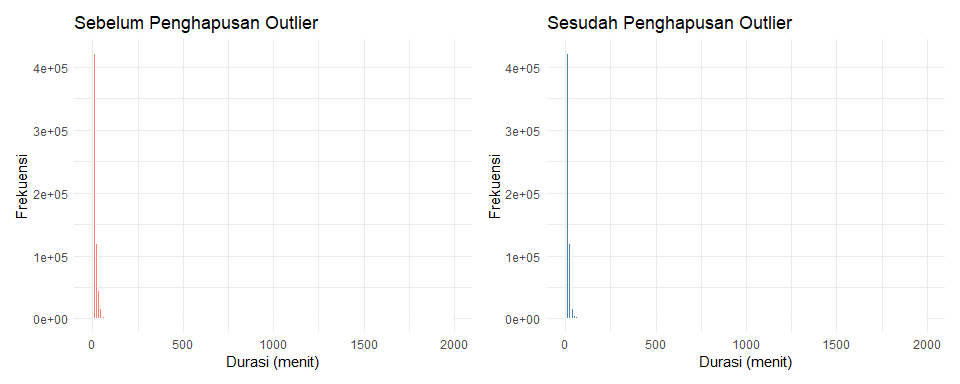 Sebelum Penghapusan Outlier
4e+05
3e+05
2e+05
1e+05
0e+00
Frekuensi
0 500 1000 1500 2000
Durasi (menit)
Sesudah Penghapusan Outlier
4e+05
3e+05
2e+05
1e+05
0e+00
Frekuensi
0 500 1000 1500 2000
Durasi (menit)